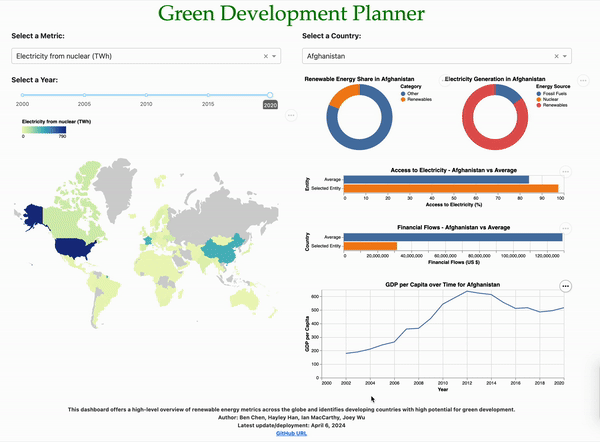 Green Development Planner
Select a Metric:
Electricity from nuclear (TWh)
Select a Country:
Afghanistan
Select a Year:
2000 2005 2010 2015 2020
Electricity from nuclear (TWh)
0 790
Renewable Energy Share in Afghanistan
Category
Other
Renewables
Electricity Generation in Afghanistan
Energy Source
Fossil Fuels
Nuclear
Renewables
Access to Electricity - Afghanistan vs Average
Entity
Average
Selected Entity
0 10 20 30 40 50 60 70 80 90 100
Access to Electricity (%)
Financial Flows - Afghanistan vs Average
Country
Average
Selected Entity
0 20,000,000 40,000,000 60,000,000 80,000,000 100,000,000 120,000,000
Financial Flows (US $)
GDP per Capita over Time for Afghanistan
GDP per Capita
600
500
400
300
200
100
0
2000 2002 2004 2006 2008 2010 2012 2014 2016 2018 2020
Year
This dashboard offers a high-level overview of renewable energy metrics across the globe and identifies developing countries with high potential for green development.
Author: Ben Chen, Hayley Han, Ian MacCarthy, Joey Wu
Latest update/deployment: April 6, 2024
GitHub URL